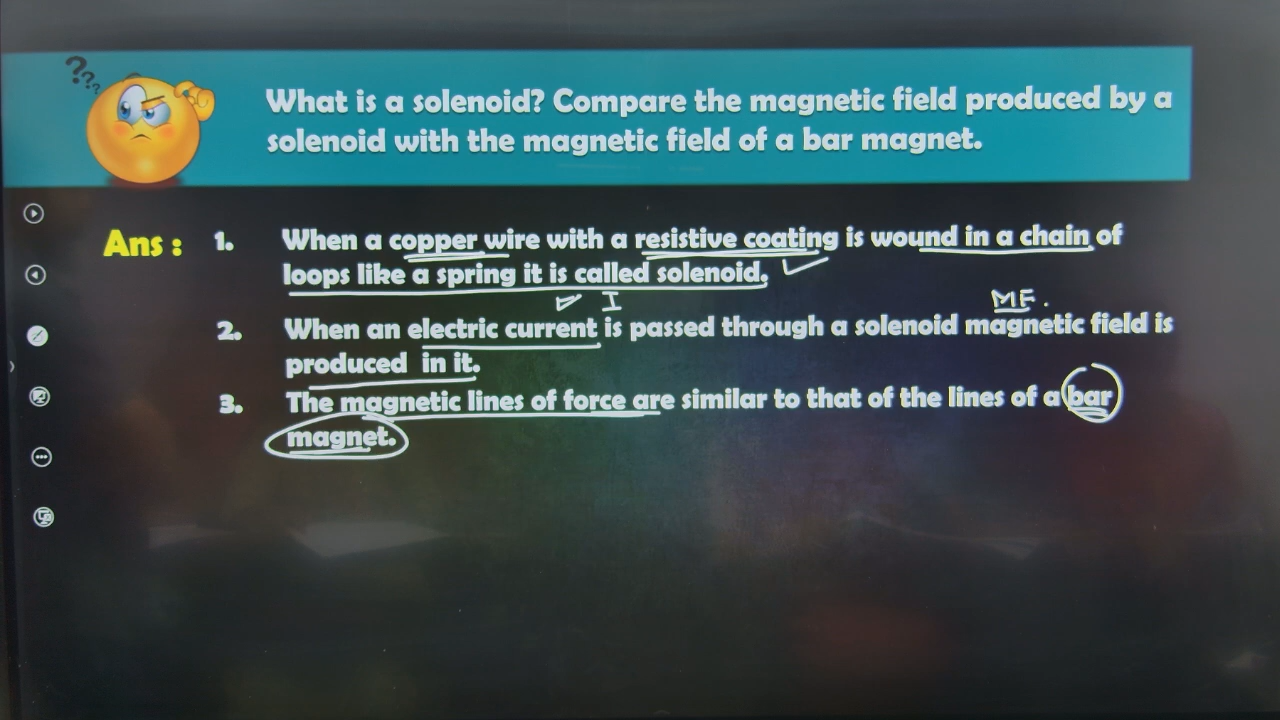 ???
What is a solenoid? Compare the magnetic field produced by a
solenoid with the magnetic field of a bar magnet.
Ans : 1. When a copper wire with a resistive coating is wound in a chain of
loops like a spring it is called solenoid.
I MF.
2. When an electric current is passed through a solenoid magnetic field is
produced in it.
3. The magnetic lines of force are similar to that of the lines of a bar
magnet.